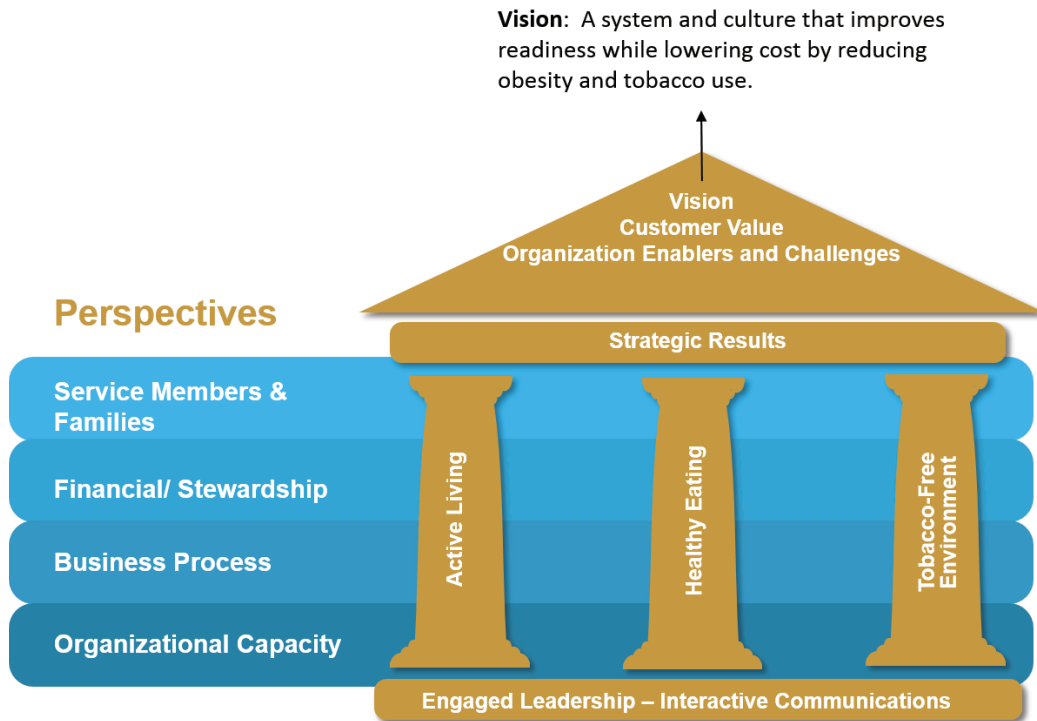 Vision: A system and culture that improves
readiness while lowering cost by reducing
obesity and tobacco use.
Vision
Customer Value
Organization Enablers and Challenges
Perspectives
Strategic Results
Service Members &
Families
Financial/ Stewardship
Business Process
Organizational Capacity
Active Living
Healthy Eating
Tobacco-Free
Environment
Engaged Leadership – Interactive Communications